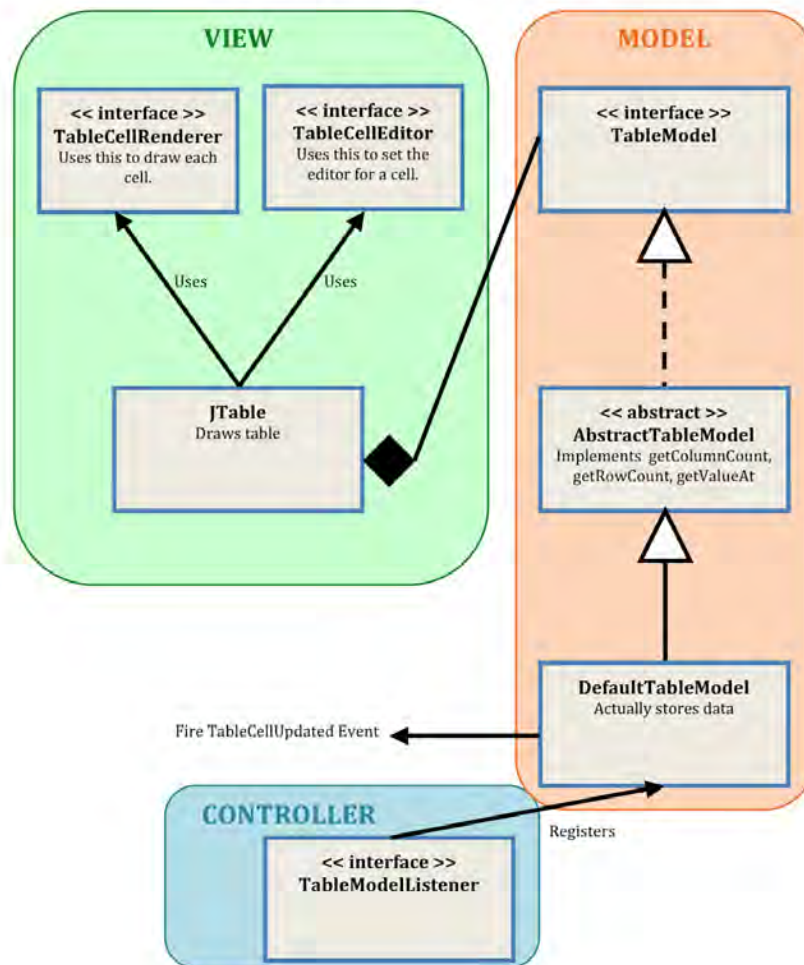 VIEW
<< interface >>
TableCellRenderer
Uses this to draw each
cell.
<< interface >>
TableCellEditor
Uses this to set the
editor for a cell.
Uses
Uses
JTable
Draws table
MODEL
<< interface >>
TableModel
<< abstract >>
AbstractTableModel
Implements getColumnCount,
getRowCount, getValueAt
DefaultTableModel
Actually stores data
Fire TableCellUpdated Event
CONTROLLER
<< interface >>
TableModelListener
Registers